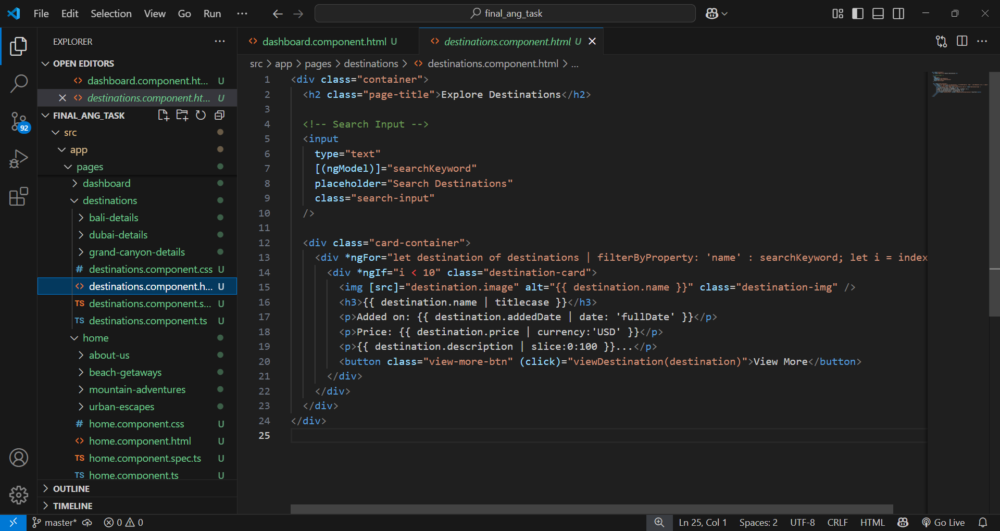 File Edit Selection View Go Run
final_ang_task
EXPLORER
OPEN EDITORS
dashboard.component.ht... U
destinations.component.ht... U
FINAL_ANG_TASK
src
app
pages
dashboard
destinations
bali-details
dubai-details
grand-canyon-details
# destinations.component.css U
<> destinations.component.h... U
TS destinations.component.s... U
TS destinations.component.ts U
home
about-us
beach-getaways
mountain-adventures
urban-escapes
# home.component.css U
<> home.component.html U
TS home.component.spec.ts U
TS home.component.ts U
OUTLINE
TIMELINE
92
dashboard.component.html U
destinations.component.html U
src > app > pages > destinations > <> destinations.component.html > ...
1 <div class="container">
2 <h2 class="page-title">Explore Destinations</h2>
3
4 <!-- Search Input -->
5 <input
6 type="text"
7 [(ngModel)]="searchKeyword"
8 placeholder="Search Destinations"
9 class="search-input"
10 />
11
12 <div class="card-container">
13 <div *ngFor="let destination of destinations | filterByProperty: 'name' : searchKeyword; let i = index
14 <div *ngIf="i < 10" class="destination-card">
15 <img [src]="destination.image" alt="{{ destination.name }}" class="destination-img" />
16 <h3>{{ destination.name | titlecase }}</h3>
17 <p>Added on: {{ destination.addedDate | date: 'fullDate' }}</p>
18 <p>Price: {{ destination.price | currency:'USD' }}</p>
19 <p>{{ destination.description | slice:0:100 }}...</p>
20 <button class="view-more-btn" (click)="viewDestination(destination)">View More</button>
21 </div>
22 </div>
23 </div>
24 </div>
25
master* 0 0
Ln 25, Col 1 Spaces: 2 UTF-8 CRLF HTML Go Live